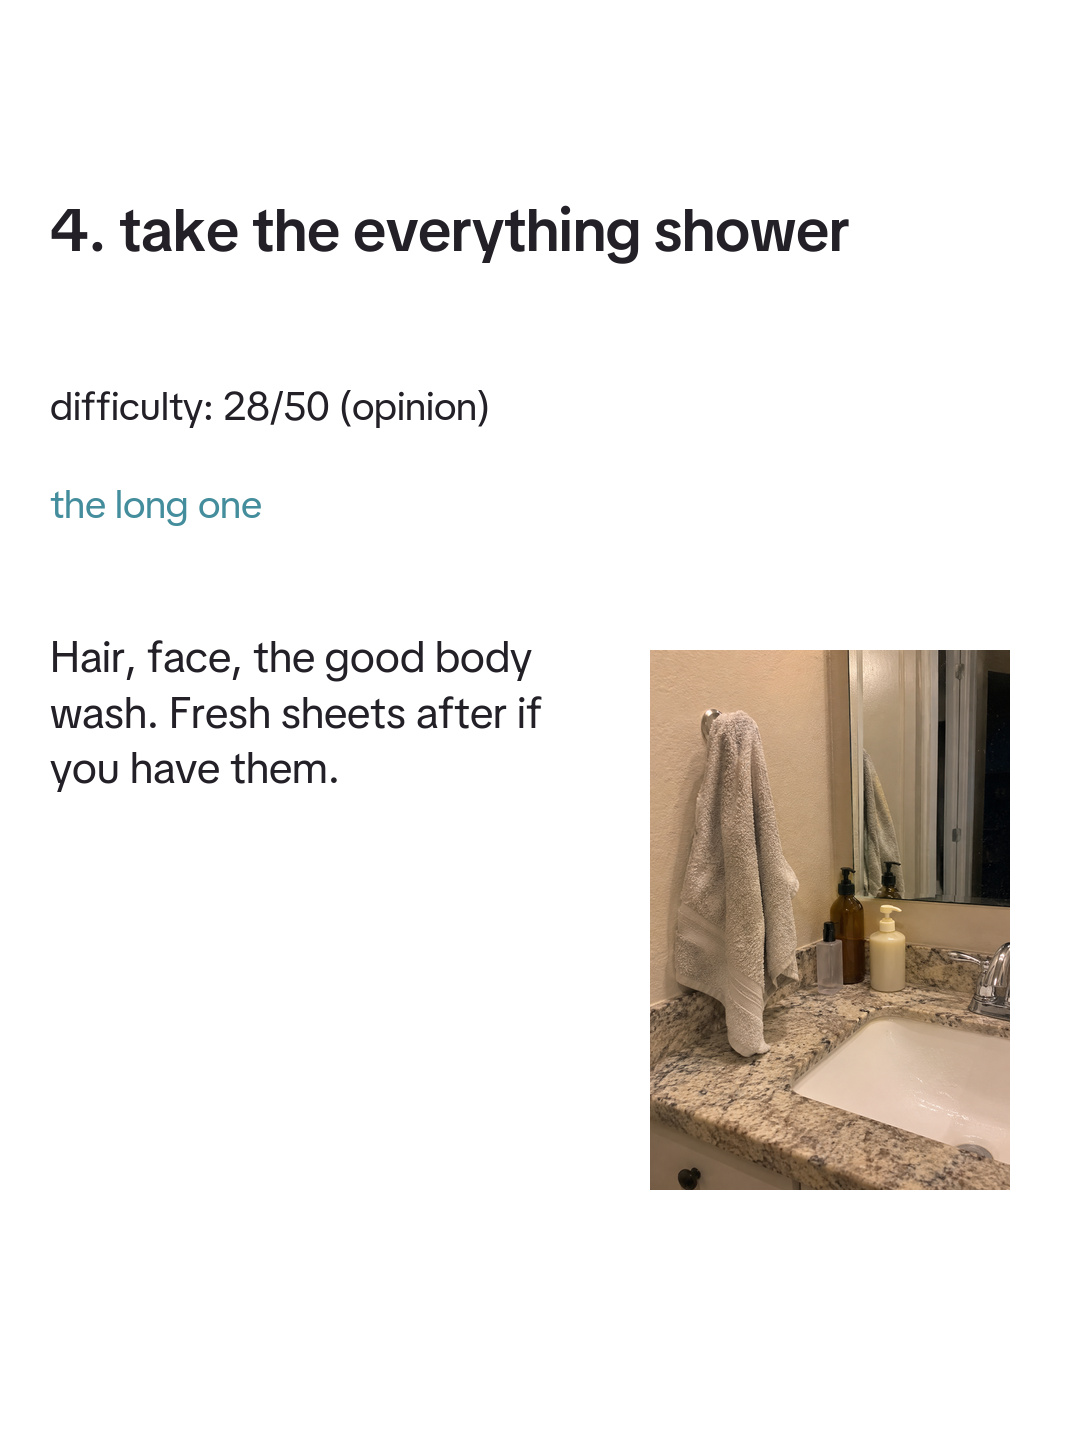 4. take the everything shower
difficulty: 28/50 (opinion)
the long one
Hair, face, the good body
wash. Fresh sheets after if
you have them.